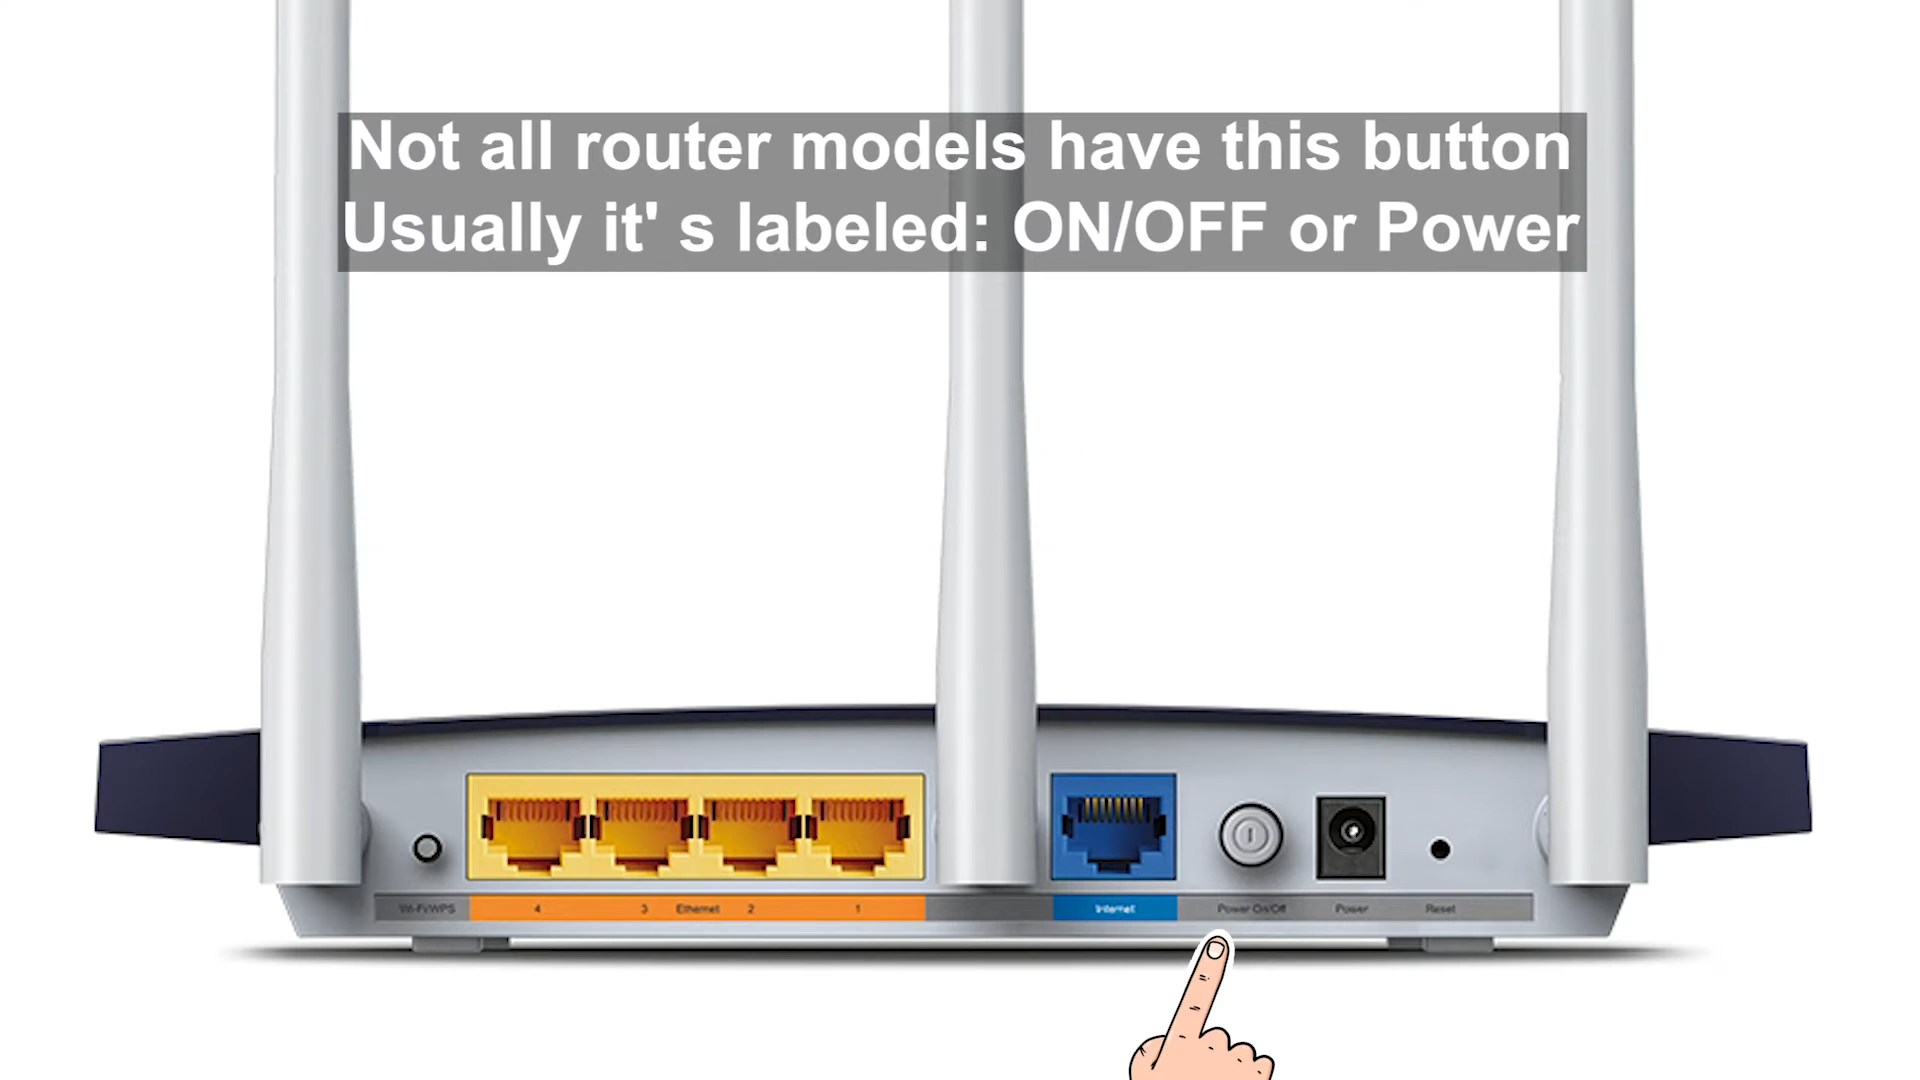 Not all router models have this button
Usually it' s labeled: ON/OFF or Power
Wi-Fi/WPS 4 3 Ethernet 2 1 Internet Power On/Off Power Reset